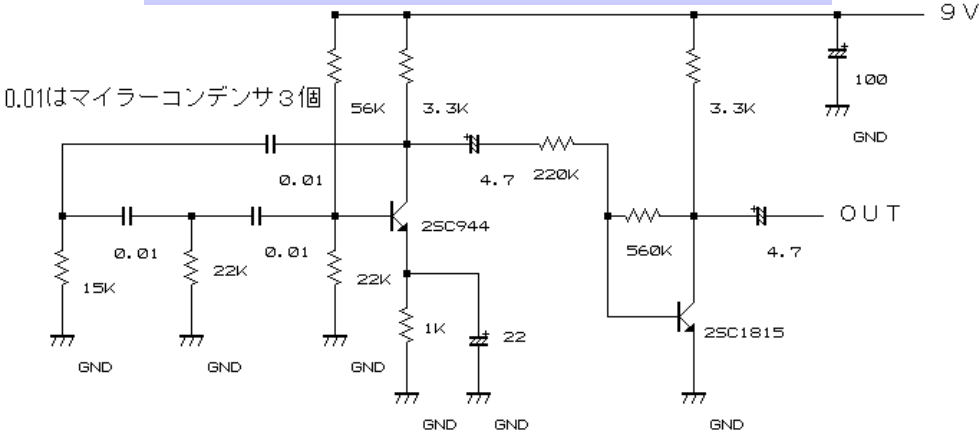 ９Ｖ
100
GND
0.01はマイラーコンデンサ３個
56K
3.3K
3.3K
0.01
4.7
220K
ＯＵＴ
2SC944
560K
4.7
0.01
0.01
22K
22K
15K
1K
22
2SC1815
GND
GND
GND
GND
GND
GND